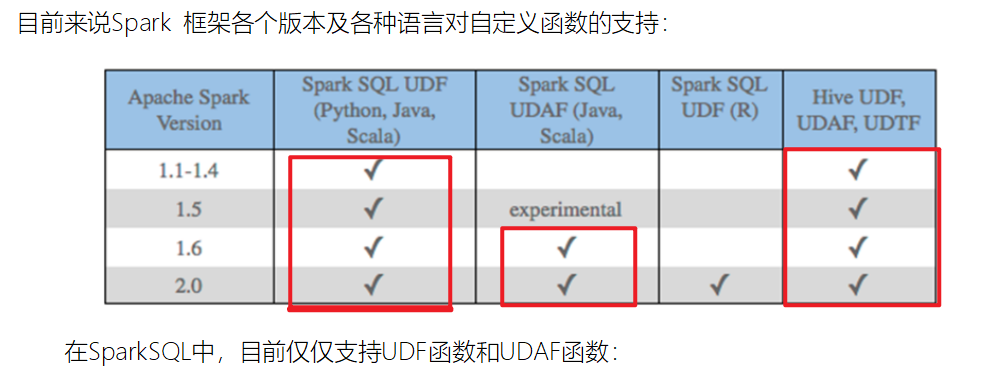 目前来说Spark 框架各个版本及各种语言对自定义函数的支持：
Apache Spark Version | Spark SQL UDF (Python, Java, Scala) | Spark SQL UDAF (Java, Scala) | Spark SQL UDF (R) | Hive UDF, UDAF, UDTF
1.1-1.4 | ✓ | | | ✓
1.5 | ✓ | experimental | | ✓
1.6 | ✓ | ✓ | | ✓
2.0 | ✓ | ✓ | ✓ | ✓
在SparkSQL中，目前仅仅支持UDF函数和UDAF函数：